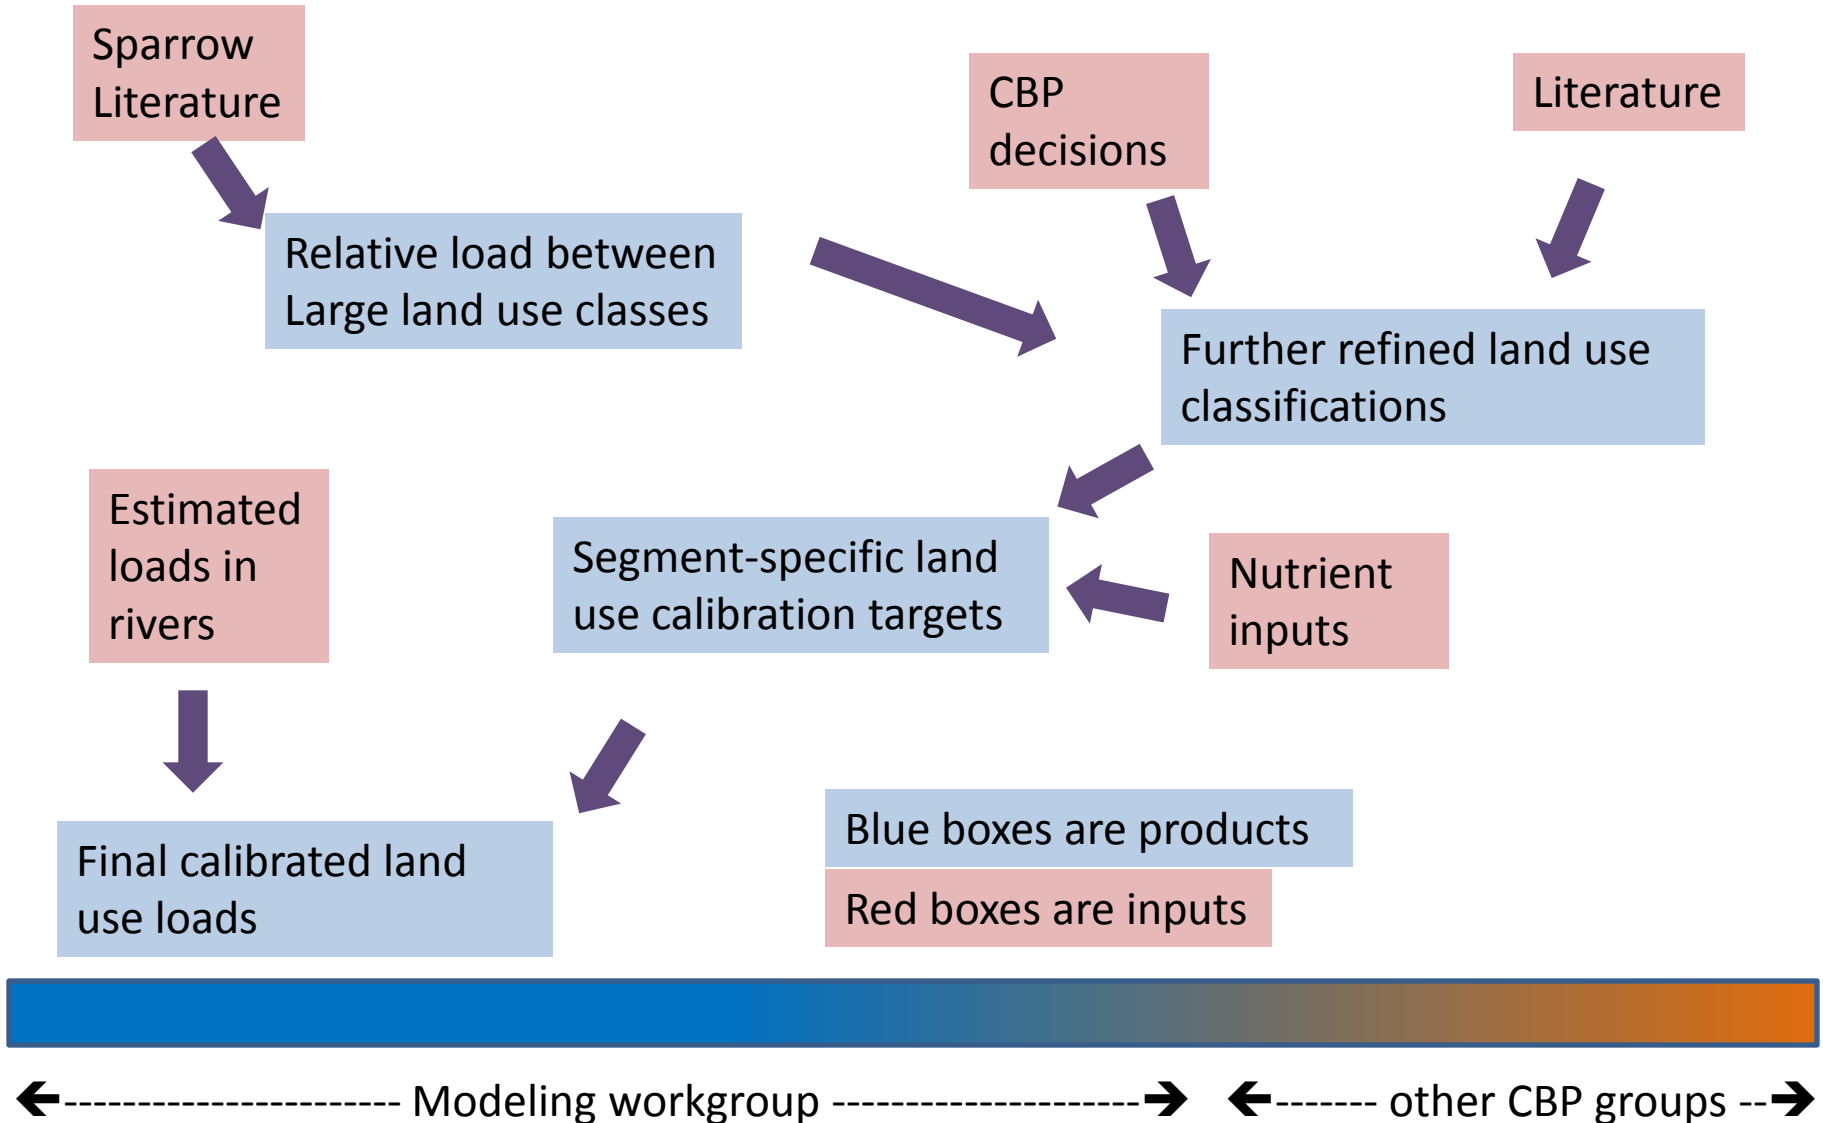 Sparrow
Literature
CBP
decisions
Literature
Relative load between
Large land use classes
Further refined land use
classifications
Estimated
loads in
rivers
Segment-specific land
use calibration targets
Nutrient
inputs
Final calibrated land
use loads
Blue boxes are products
Red boxes are inputs
🡸----------------------- Modeling workgroup ---------------------🡺 🡸------- other CBP groups --🡺